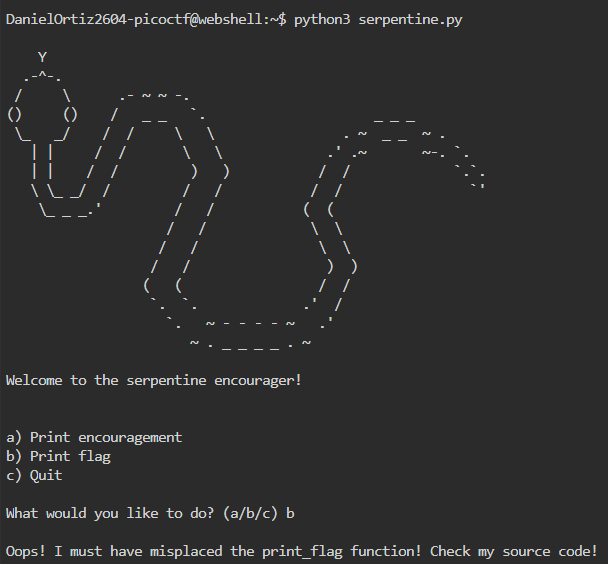 DanielOrtiz2604-picoctf@webshell:~$ python3 serpentine.py
Y
Welcome to the serpentine encourager!
a) Print encouragement
b) Print flag
c) Quit
What would you like to do? (a/b/c) b
Oops! I must have misplaced the print_flag function! Check my source code!